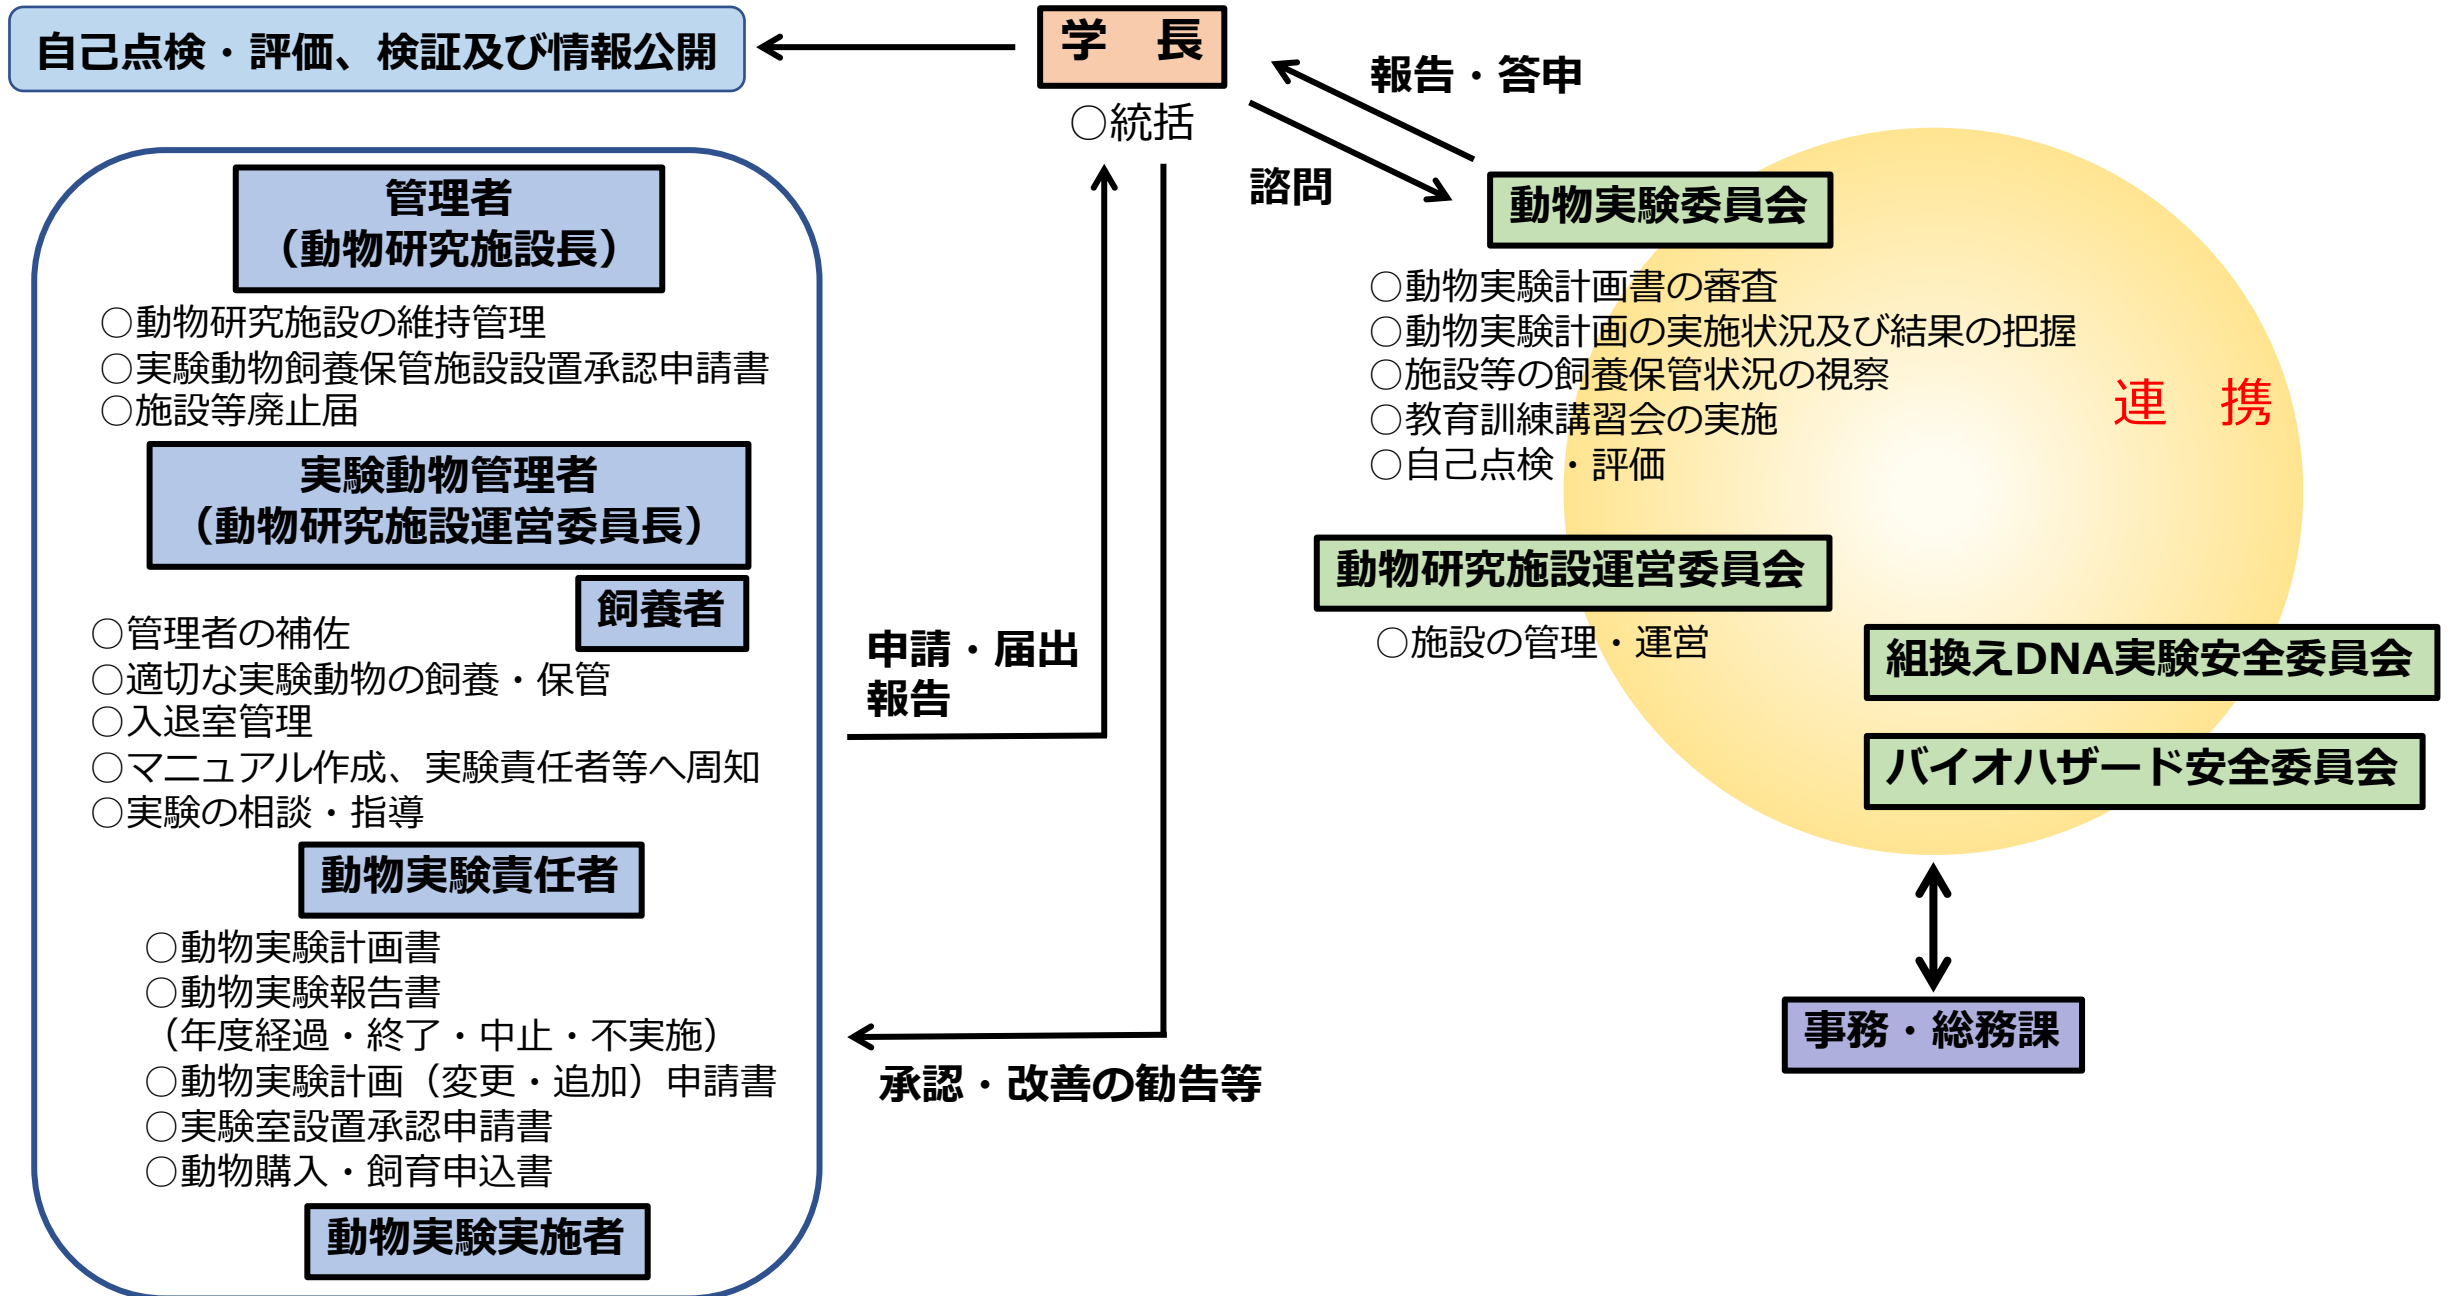 自己点検・評価、検証及び情報公開
学　長
○統括
報告・答申
諮問
管理者
（動物研究施設長）
○動物研究施設の維持管理
○実験動物飼養保管施設設置承認申請書
○施設等廃止届
実験動物管理者
（動物研究施設運営委員長）
飼養者
○管理者の補佐
○適切な実験動物の飼養・保管
○入退室管理
○マニュアル作成、実験責任者等へ周知
○実験の相談・指導
動物実験責任者
○動物実験計画書
○動物実験報告書
（年度経過・終了・中止・不実施）
○動物実験計画（変更・追加）申請書
○実験室設置承認申請書
○動物購入・飼育申込書
動物実験実施者
申請・届出
報告
承認・改善の勧告等
動物実験委員会
○動物実験計画書の審査
○動物実験計画の実施状況及び結果の把握
○施設等の飼養保管状況の視察
○教育訓練講習会の実施
○自己点検・評価
連　携
動物研究施設運営委員会
○施設の管理・運営
組換えDNA実験安全委員会
バイオハザード安全委員会
事務・総務課